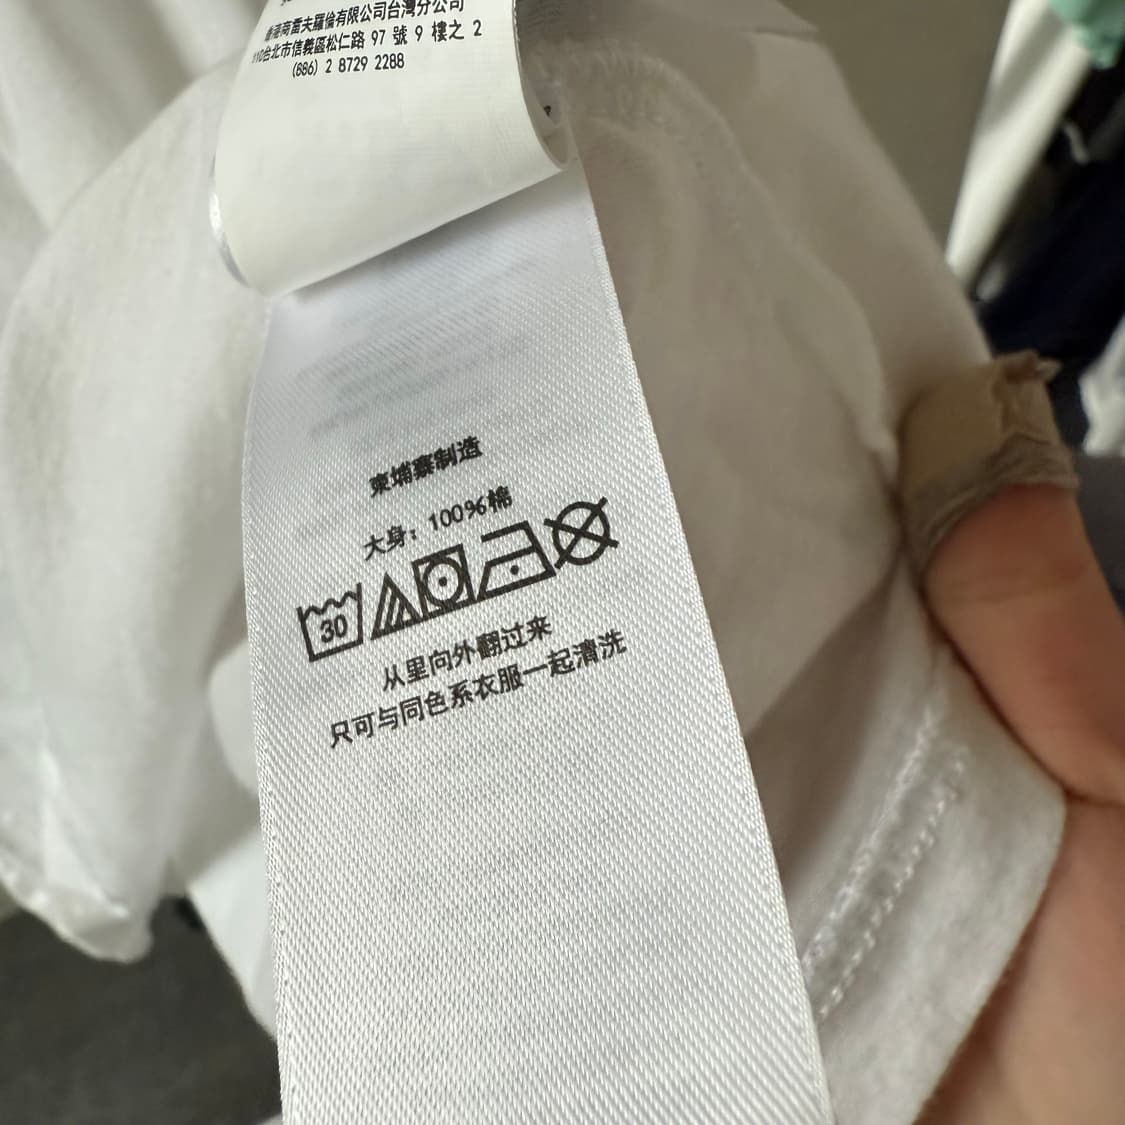 香港商雷夫羅倫有限公司台灣分公司
110台北市信義區松仁路 97 號 9 樓之 2
(886) 2 8729 2288
柬埔寨制造
大身：100%棉
30
从里向外翻过来
只可与同色系衣服一起清洗